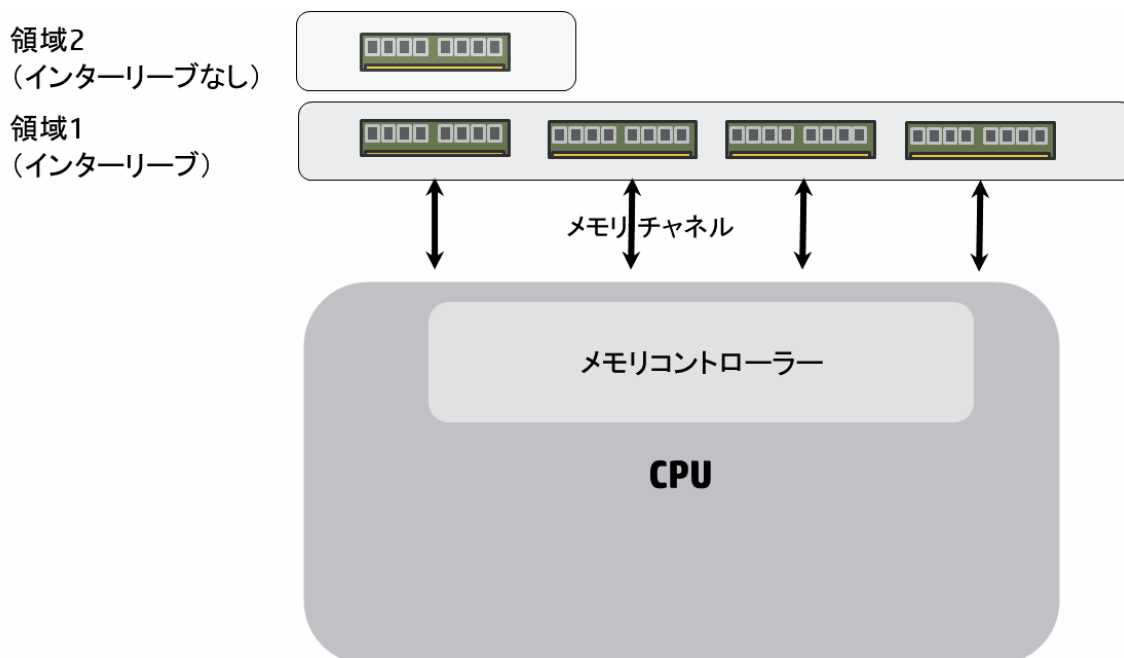 領域2
(インターリーブなし)
領域1
(インターリーブ)
メモリチャネル
メモリコントローラー
CPU